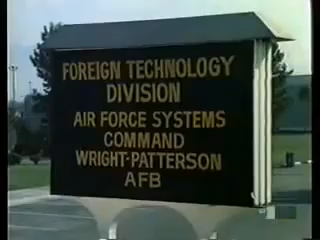 FOREIGN TECHNOLOGY
DIVISION
AIR FORCE SYSTEMS
COMMAND
WRIGHT-PATTERSON
AFB